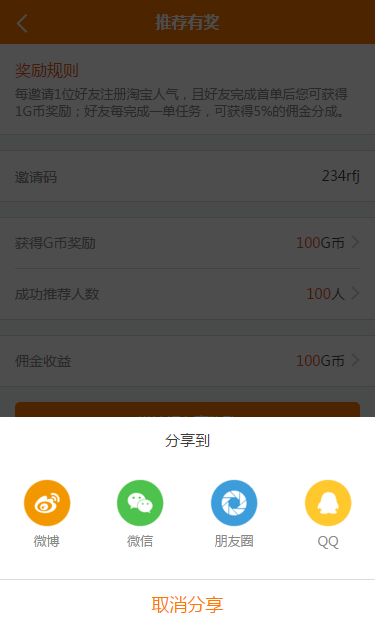 推荐有奖
奖励规则
每邀请1位好友注册淘宝人气，且好友完成首单后您可获得
1G币奖励；好友每完成一单任务，可获得5%的佣金分成。
邀请码 234rfj
获得G币奖励 100G币
成功推荐人数 100人
佣金收益 100G币
分享到
微博 微信 朋友圈 QQ
取消分享